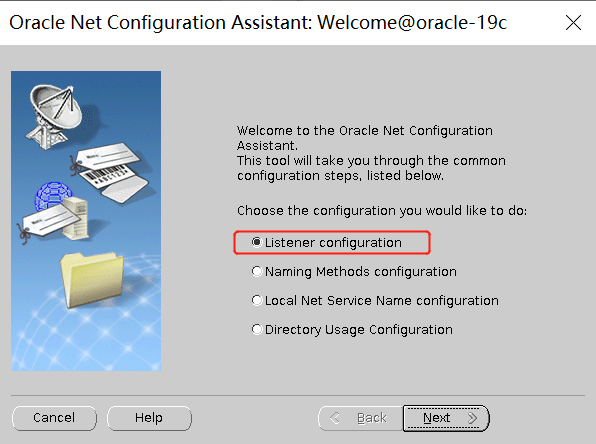 Oracle Net Configuration Assistant: Welcome@oracle-19c
Welcome to the Oracle Net Configuration
Assistant.
This tool will take you through the common
configuration steps, listed below.
Choose the configuration you would like to do:
Listener configuration
Naming Methods configuration
Local Net Service Name configuration
Directory Usage Configuration
Cancel
Help
Back
Next